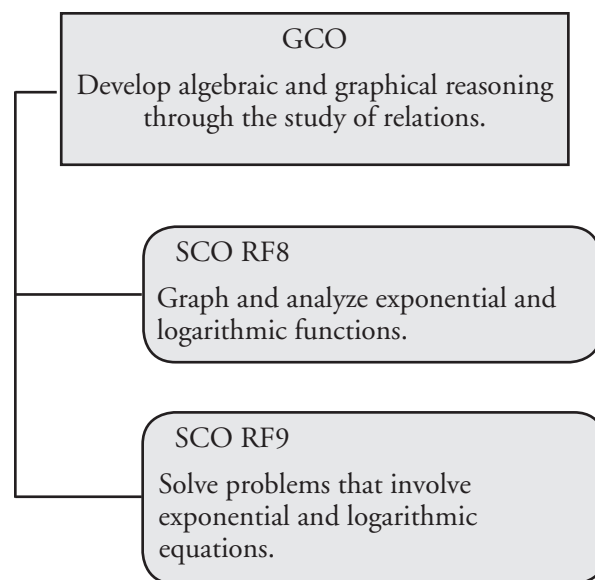 GCO
Develop algebraic and graphical reasoning
through the study of relations.
SCO RF8
Graph and analyze exponential and
logarithmic functions.
SCO RF9
Solve problems that involve
exponential and logarithmic
equations.